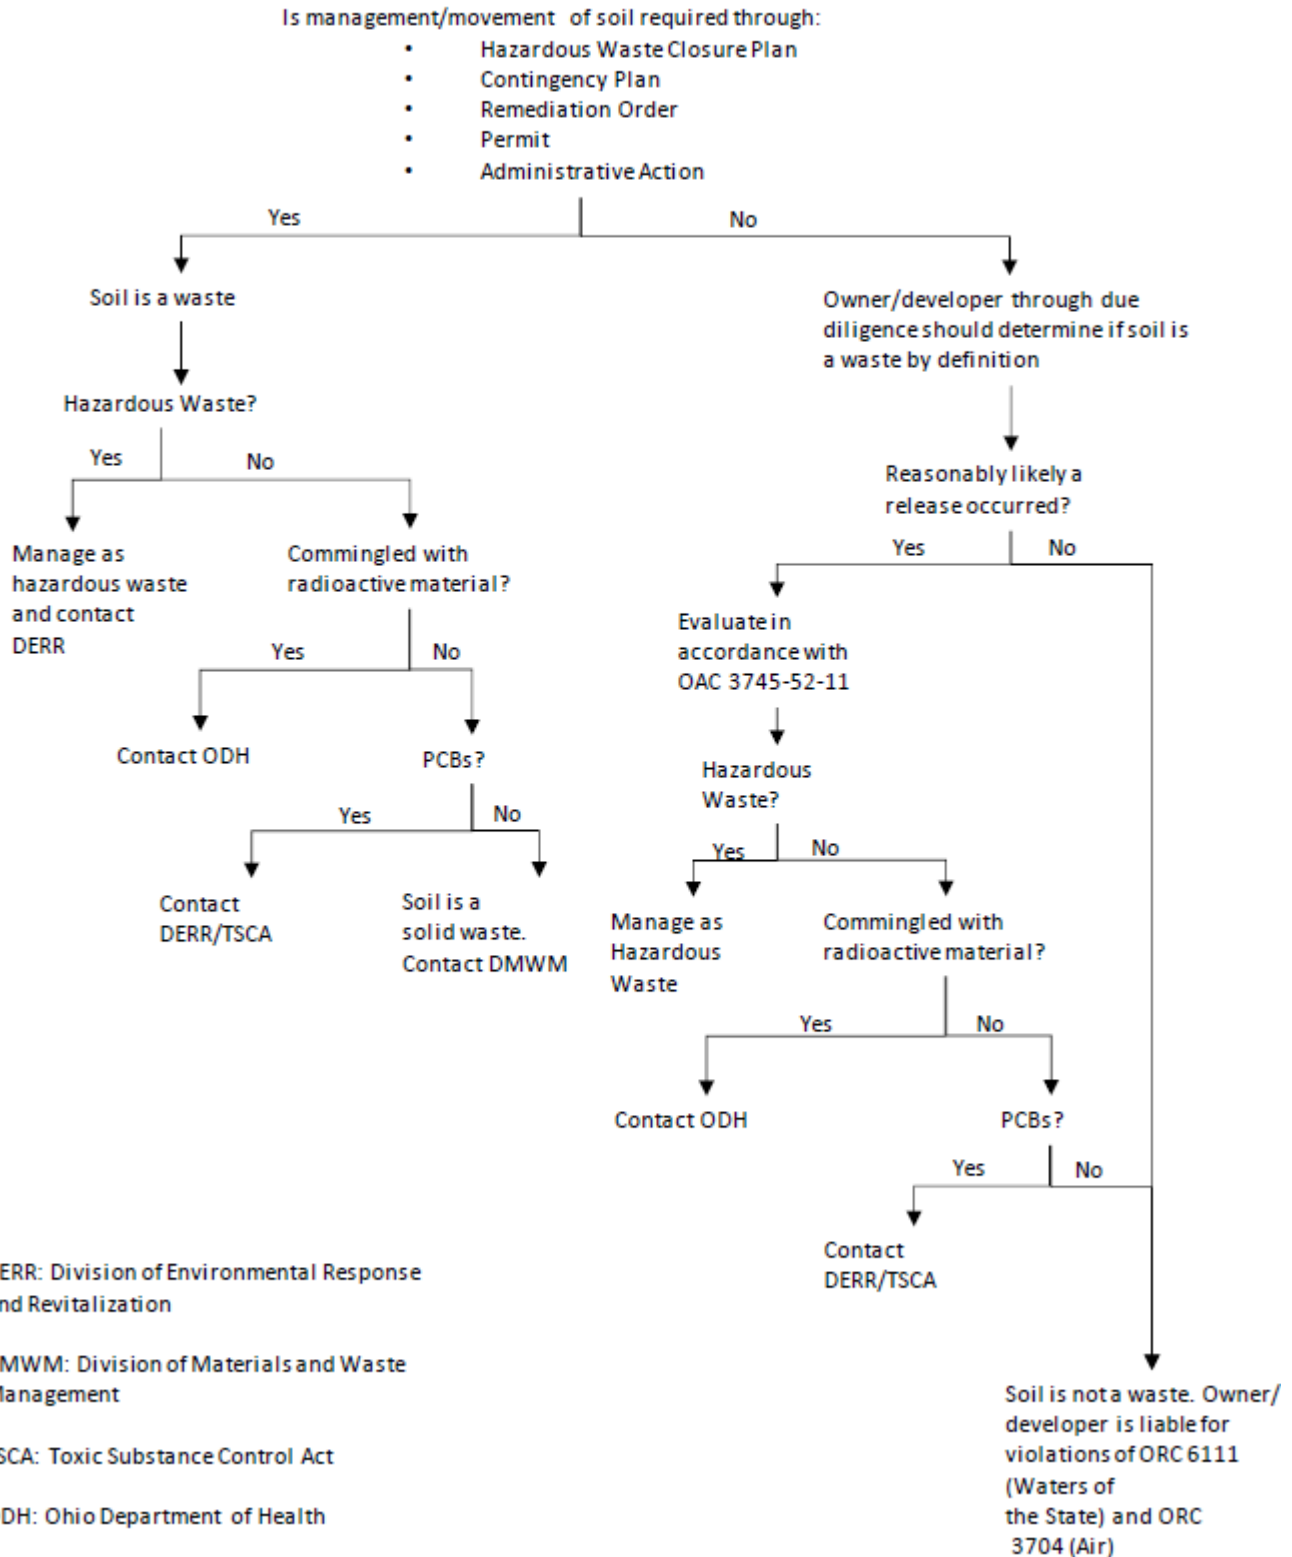 Is management/movement of soil required through:
• Hazardous Waste Closure Plan
• Contingency Plan
• Remediation Order
• Permit
• Administrative Action
Yes
No
Soil is a waste
Hazardous Waste?
Yes
No
Manage as
hazardous waste
and contact
DERR
Commingled with
radioactive material?
Yes
No
Contact ODH
PCBs?
Yes
No
Contact
DERR/TSCA
Soil is a
solid waste.
Contact DMWM
Owner/developer through due
diligence should determine if soil is
a waste by definition
Reasonably likely a
release occurred?
Yes
No
Evaluate in
accordance with
OAC 3745-52-11
Hazardous
Waste?
Yes
No
Manage as
Hazardous
Waste
Commingled with
radioactive material?
Yes
No
Contact ODH
PCBs?
Yes
No
Contact
DERR/TSCA
Soil is not a waste. Owner/
developer is liable for
violations of ORC 6111
(Waters of
the State) and ORC
3704 (Air)
ERR: Division of Environmental Response
nd Revitalization
MWM: Division of Materials and Waste
Management
SCA: Toxic Substance Control Act
DH: Ohio Department of Health